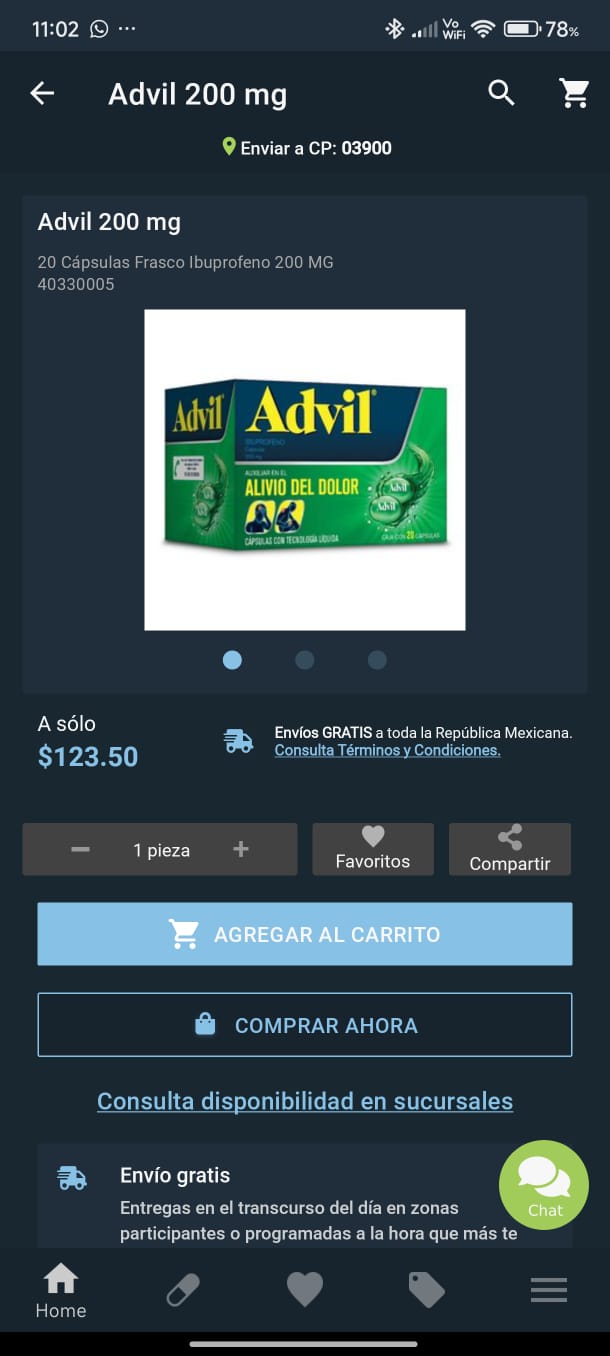 11:02
Vo
WiFi
78%
Advil 200 mg
Enviar a CP: 03900
Advil 200 mg
20 Cápsulas Frasco Ibuprofeno 200 MG
40330005
Advil
Advil
IBUPROFENO
AUXILIAR EN EL
ALIVIO DEL DOLOR
Advil
Advil
CÁPSULAS CON TECNOLOGÍA LÍQUIDA
CAJA CON 20 CÁPSULAS
A sólo
$123.50
Envíos GRATIS a toda la República Mexicana.
Consulta Términos y Condiciones.
1 pieza
Favoritos
Compartir
AGREGAR AL CARRITO
COMPRAR AHORA
Consulta disponibilidad en sucursales
Envío gratis
Entregas en el transcurso del día en zonas
participantes o programadas a la hora que más te
Chat
Home